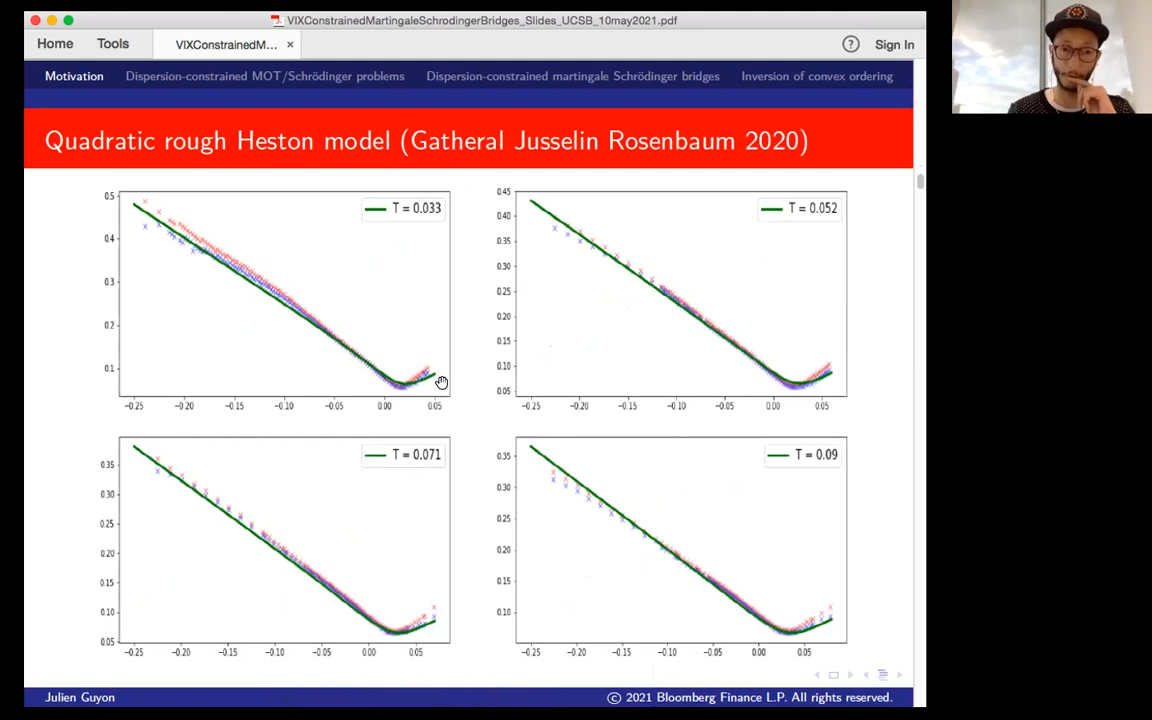 VIXConstrainedMartingaleSchrodingerBridges_Slides_UCSB_10may2021.pdf
Home Tools VIXConstrainedM... × ? Sign In
Motivation Dispersion-constrained MOT/Schrödinger problems Dispersion-constrained martingale Schrödinger bridges Inversion of convex ordering
Quadratic rough Heston model (Gatheral Jusselin Rosenbaum 2020)
T = 0.033
0.5
0.4
0.3
0.2
0.1
−0.25 −0.20 −0.15 −0.10 −0.05 0.00 0.05
T = 0.052
0.45
0.40
0.35
0.30
0.25
0.20
0.15
0.10
0.05
−0.25 −0.20 −0.15 −0.10 −0.05 0.00 0.05
T = 0.071
0.35
0.30
0.25
0.20
0.15
0.10
0.05
−0.25 −0.20 −0.15 −0.10 −0.05 0.00 0.05
T = 0.09
0.35
0.30
0.25
0.20
0.15
0.10
−0.25 −0.20 −0.15 −0.10 −0.05 0.00 0.05
Julien Guyon © 2021 Bloomberg Finance L.P. All rights reserved.